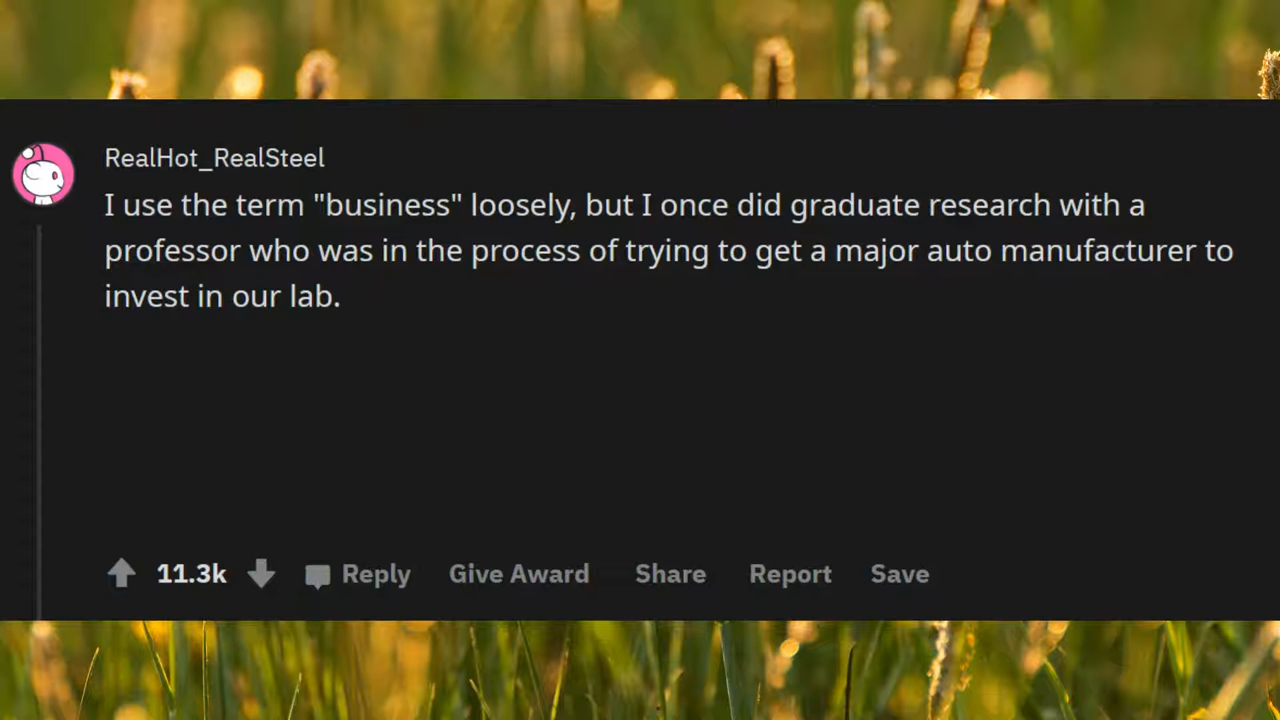 RealHot_RealSteel
I use the term "business" loosely, but I once did graduate research with a
professor who was in the process of trying to get a major auto manufacturer to
invest in our lab.
11.3k Reply Give Award Share Report Save